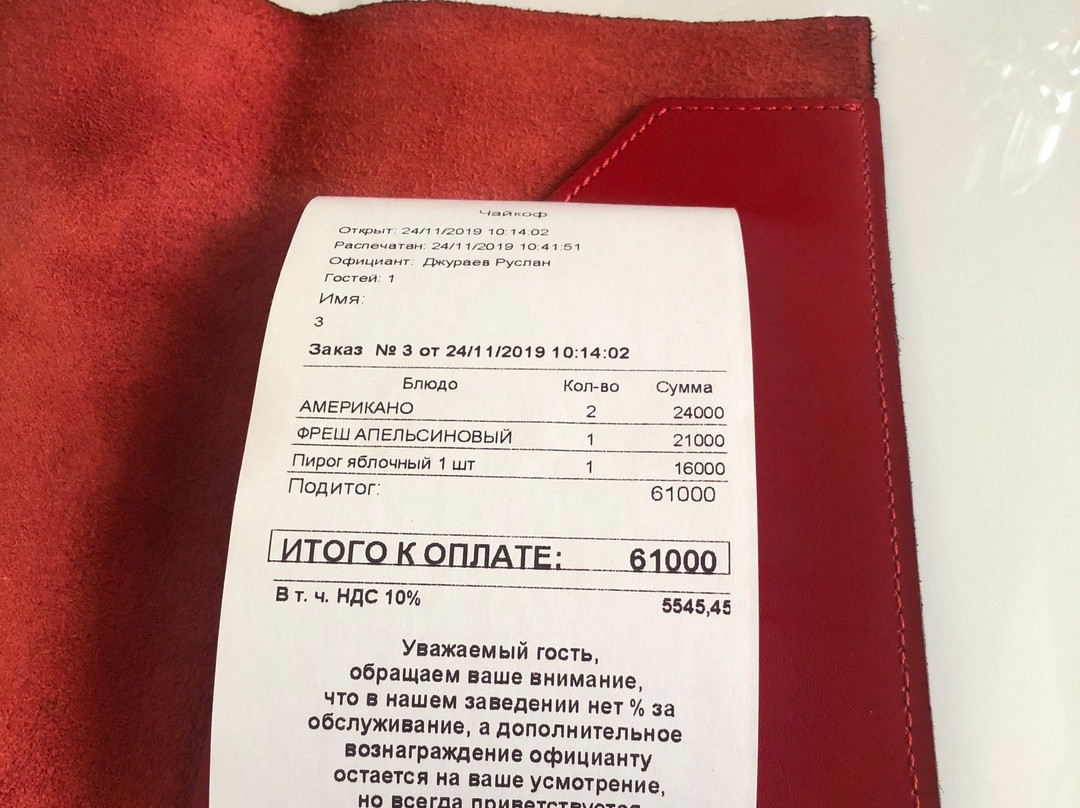 Чайкоф
Открыт: 24/11/2019 10:14:02
Распечатан: 24/11/2019 10:41:51
Официант: Джураев Руслан
Гостей: 1
Имя:
3
Заказ № 3 от 24/11/2019 10:14:02
Блюдо Кол-во Сумма
АМЕРИКАНО 2 24000
ФРЕШ АПЕЛЬСИНОВЫЙ 1 21000
Пирог яблочный 1 шт 1 16000
Подитог: 61000
ИТОГО К ОПЛАТЕ: 61000
В т. ч. НДС 10% 5545,45
Уважаемый гость,
обращаем ваше внимание,
что в нашем заведении нет % за
обслуживание, а дополнительное
вознаграждение официанту
остается на ваше усмотрение,
но всегда приветствуется